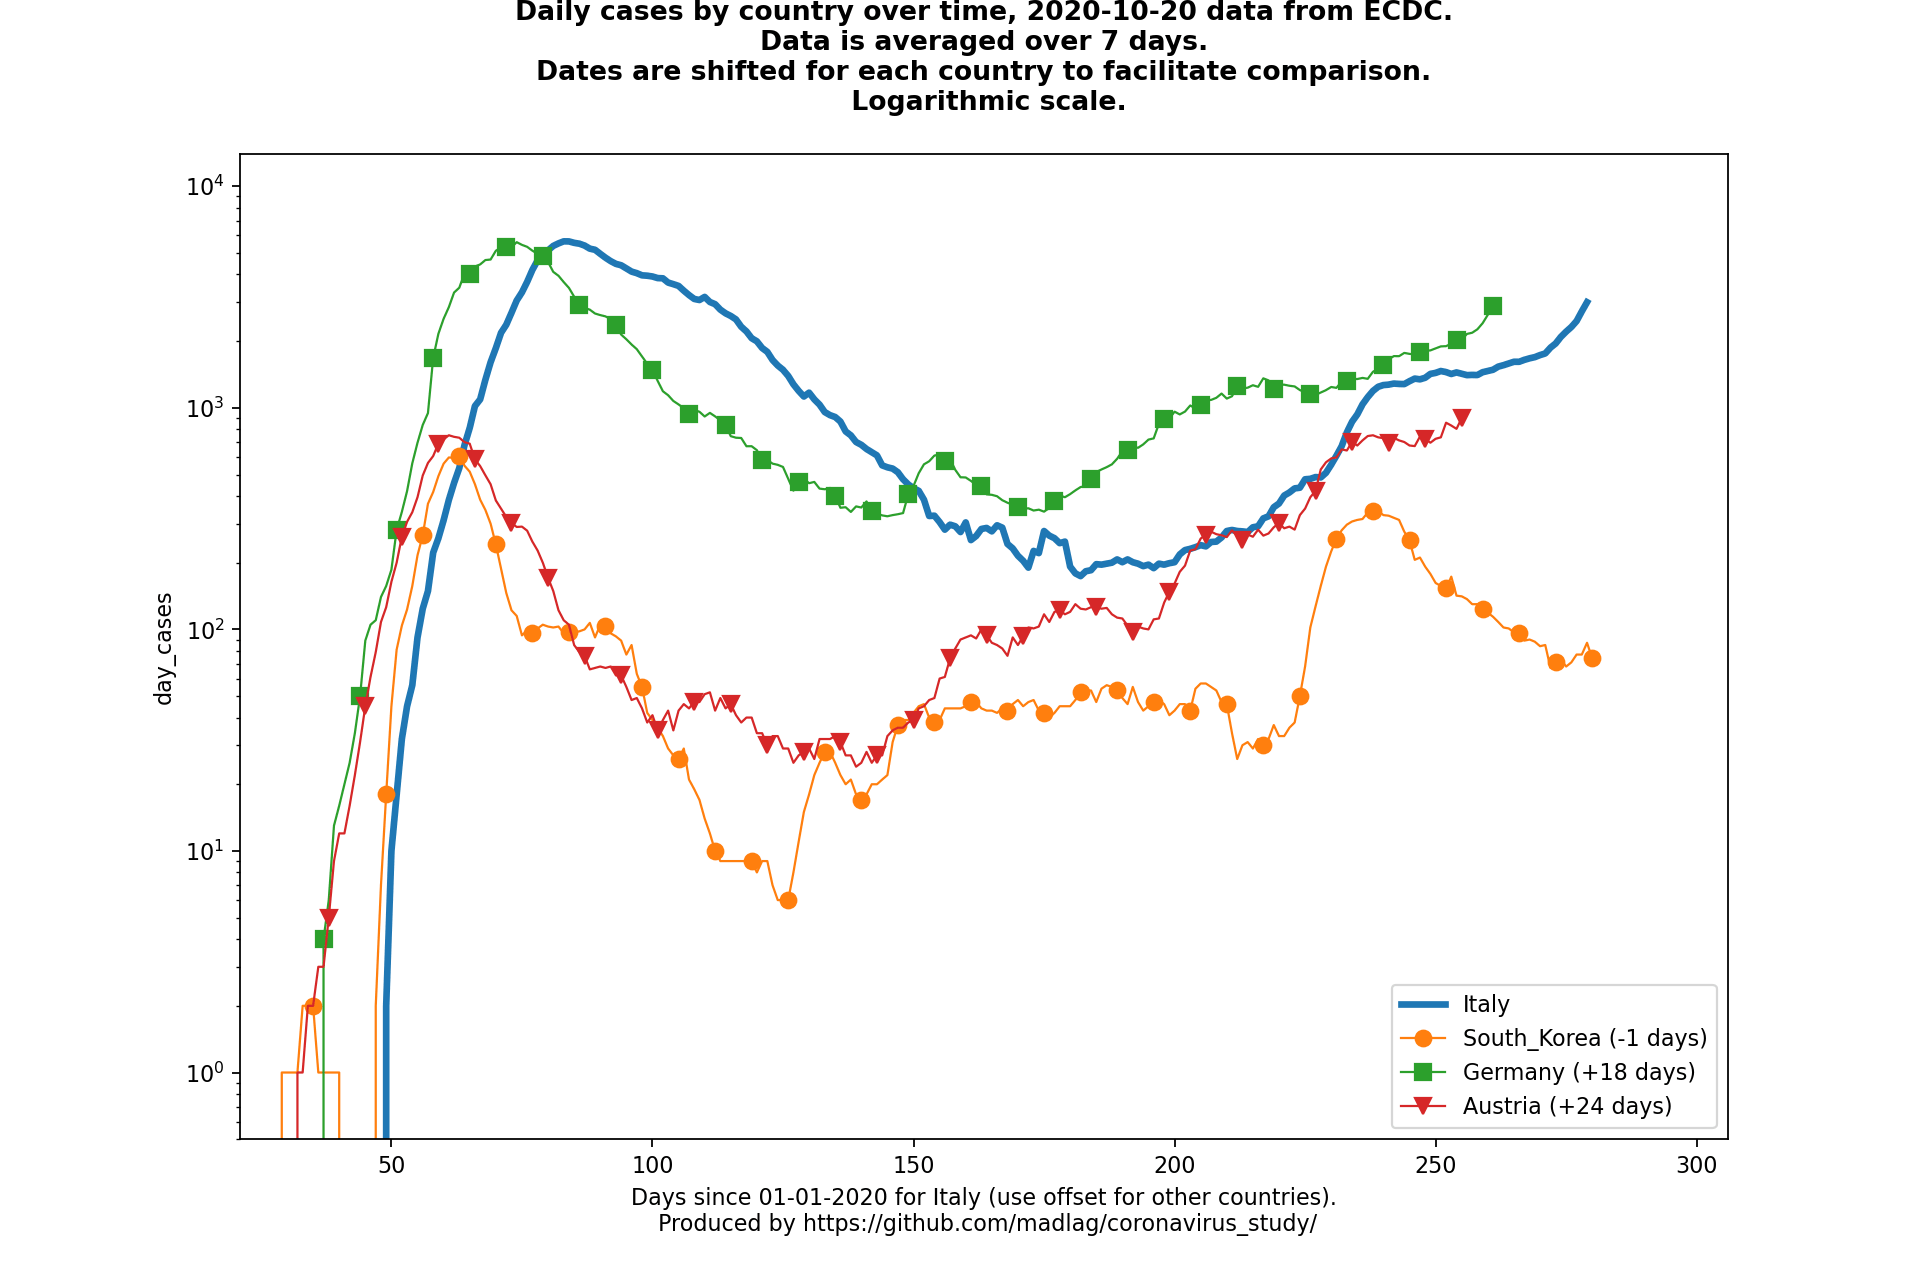 Daily cases by country over time, 2020-10-20 data from ECDC.
Data is averaged over 7 days.
Dates are shifted for each country to facilitate comparison.
Logarithmic scale.
10⁴
10³
10²
10¹
10⁰
day_cases
Italy
South_Korea (-1 days)
Germany (+18 days)
Austria (+24 days)
50 100 150 200 250 300
Days since 01-01-2020 for Italy (use offset for other countries).
Produced by https://github.com/madlag/coronavirus_study/